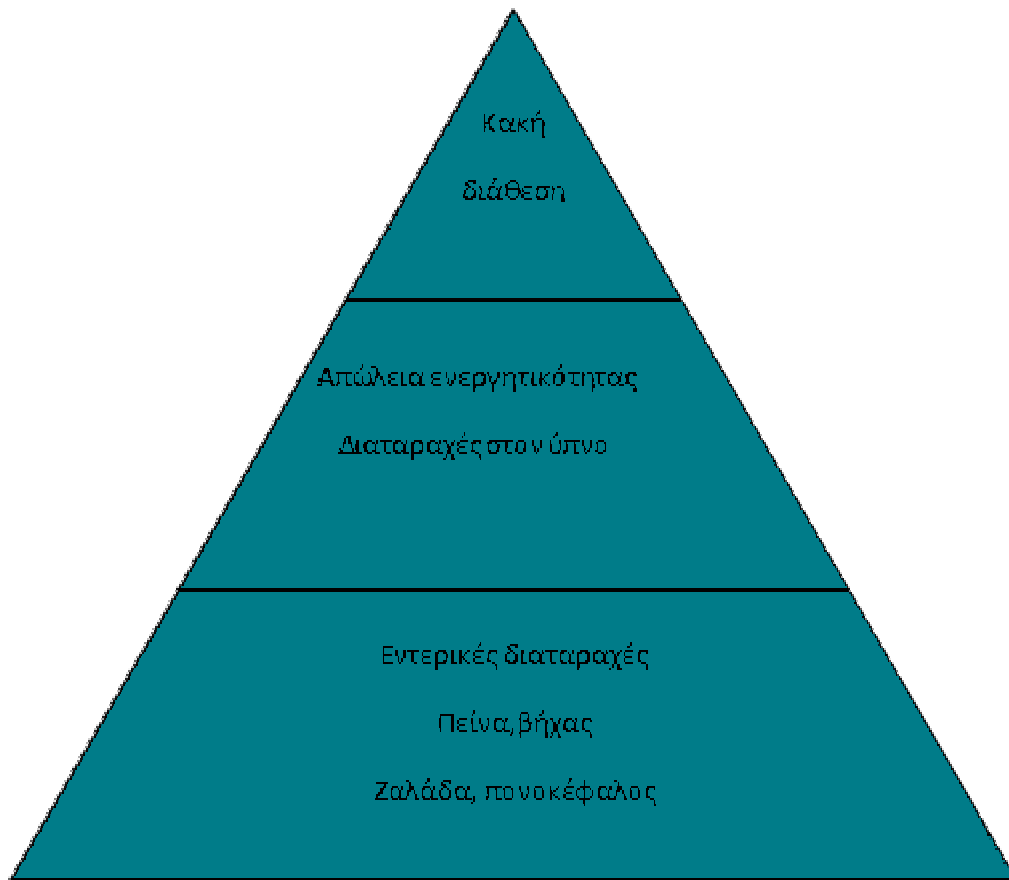 Κακή
διάθεση
Απώλεια ενεργητικότητας
Διαταραχές στον ύπνο
Εντερικές διαταραχές
Πείνα, βήχας
Ζαλάδα, πονοκέφαλος